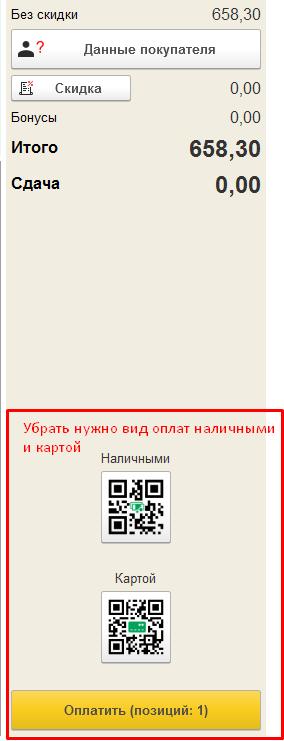 Без скидки 658,30
? Данные покупателя
Скидка 0,00
Бонусы 0,00
Итого 658,30
Сдача 0,00
Убрать нужно вид оплат наличными
и картой
Наличными
Картой
Оплатить (позиций: 1)